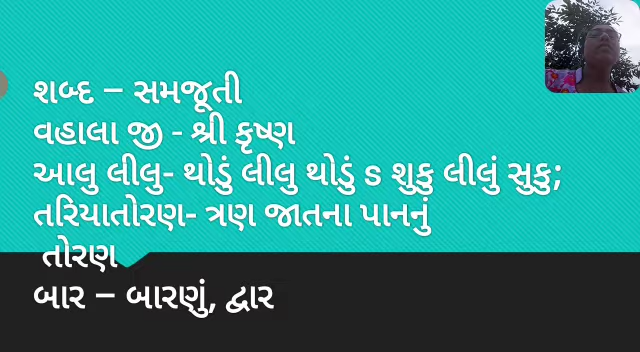 શબ્દ – સમજૂતી
વહાલા જી - શ્રી કૃષ્ણ
આલુ લીલુ- થોડું લીલુ થોડું s શુકુ લીલું સુકુ;
તરિયાતોરણ- ત્રણ જાતના પાનનું
તોરણ
બાર – બારણું, દ્વાર